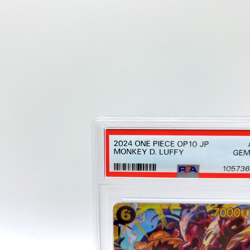 2024 ONE PIECE OP10 JP #
MONKEY D. LUFFY GEM
PSA 105736
6 7000